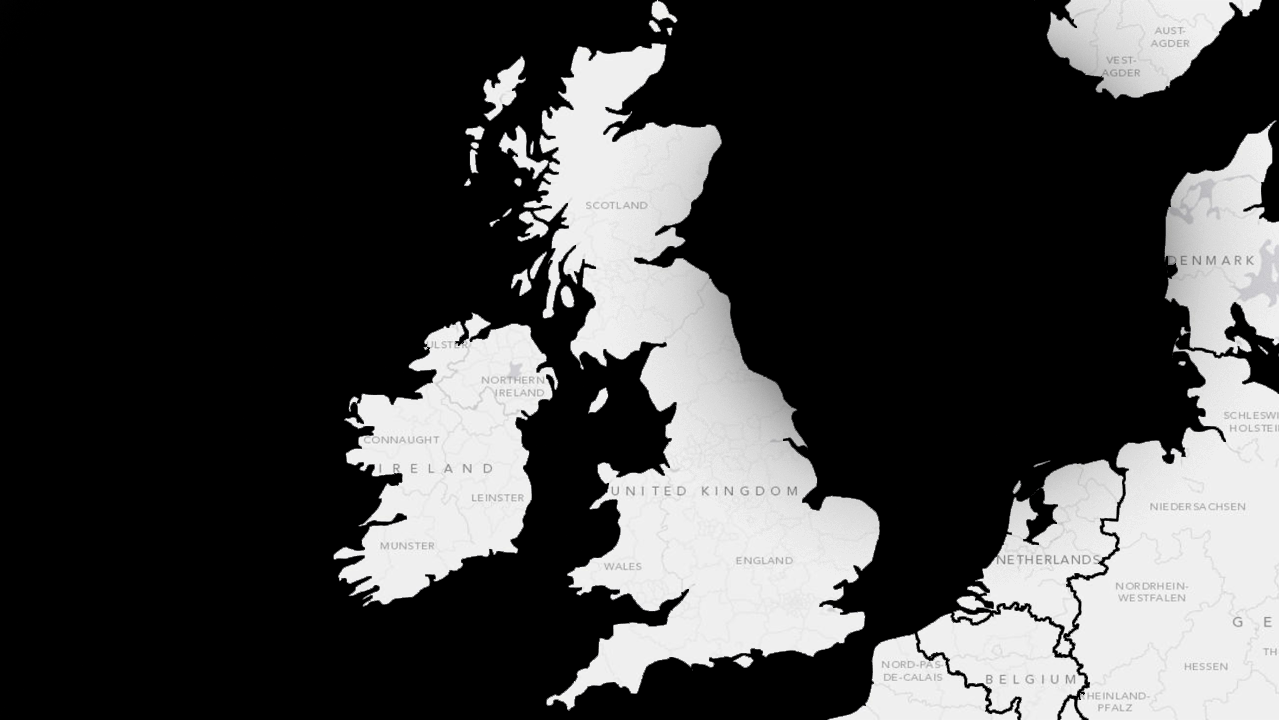 AUST-
AGDER
VEST-
AGDER
SCOTLAND
DENMARK
ULSTER
NORTHERN
IRELAND
SCHLESWI
HOLSTEI
CONNAUGHT
IRELAND
UNITED KINGDOM
LEINSTER
NIEDERSACHSEN
MUNSTER
WALES
ENGLAND
NETHERLANDS
NORDRHEIN-
WESTFALEN
G E
TH
NORD-PAS-
DE-CALAIS
BELGIUM
HESSEN
RHEINLAND-
PFALZ